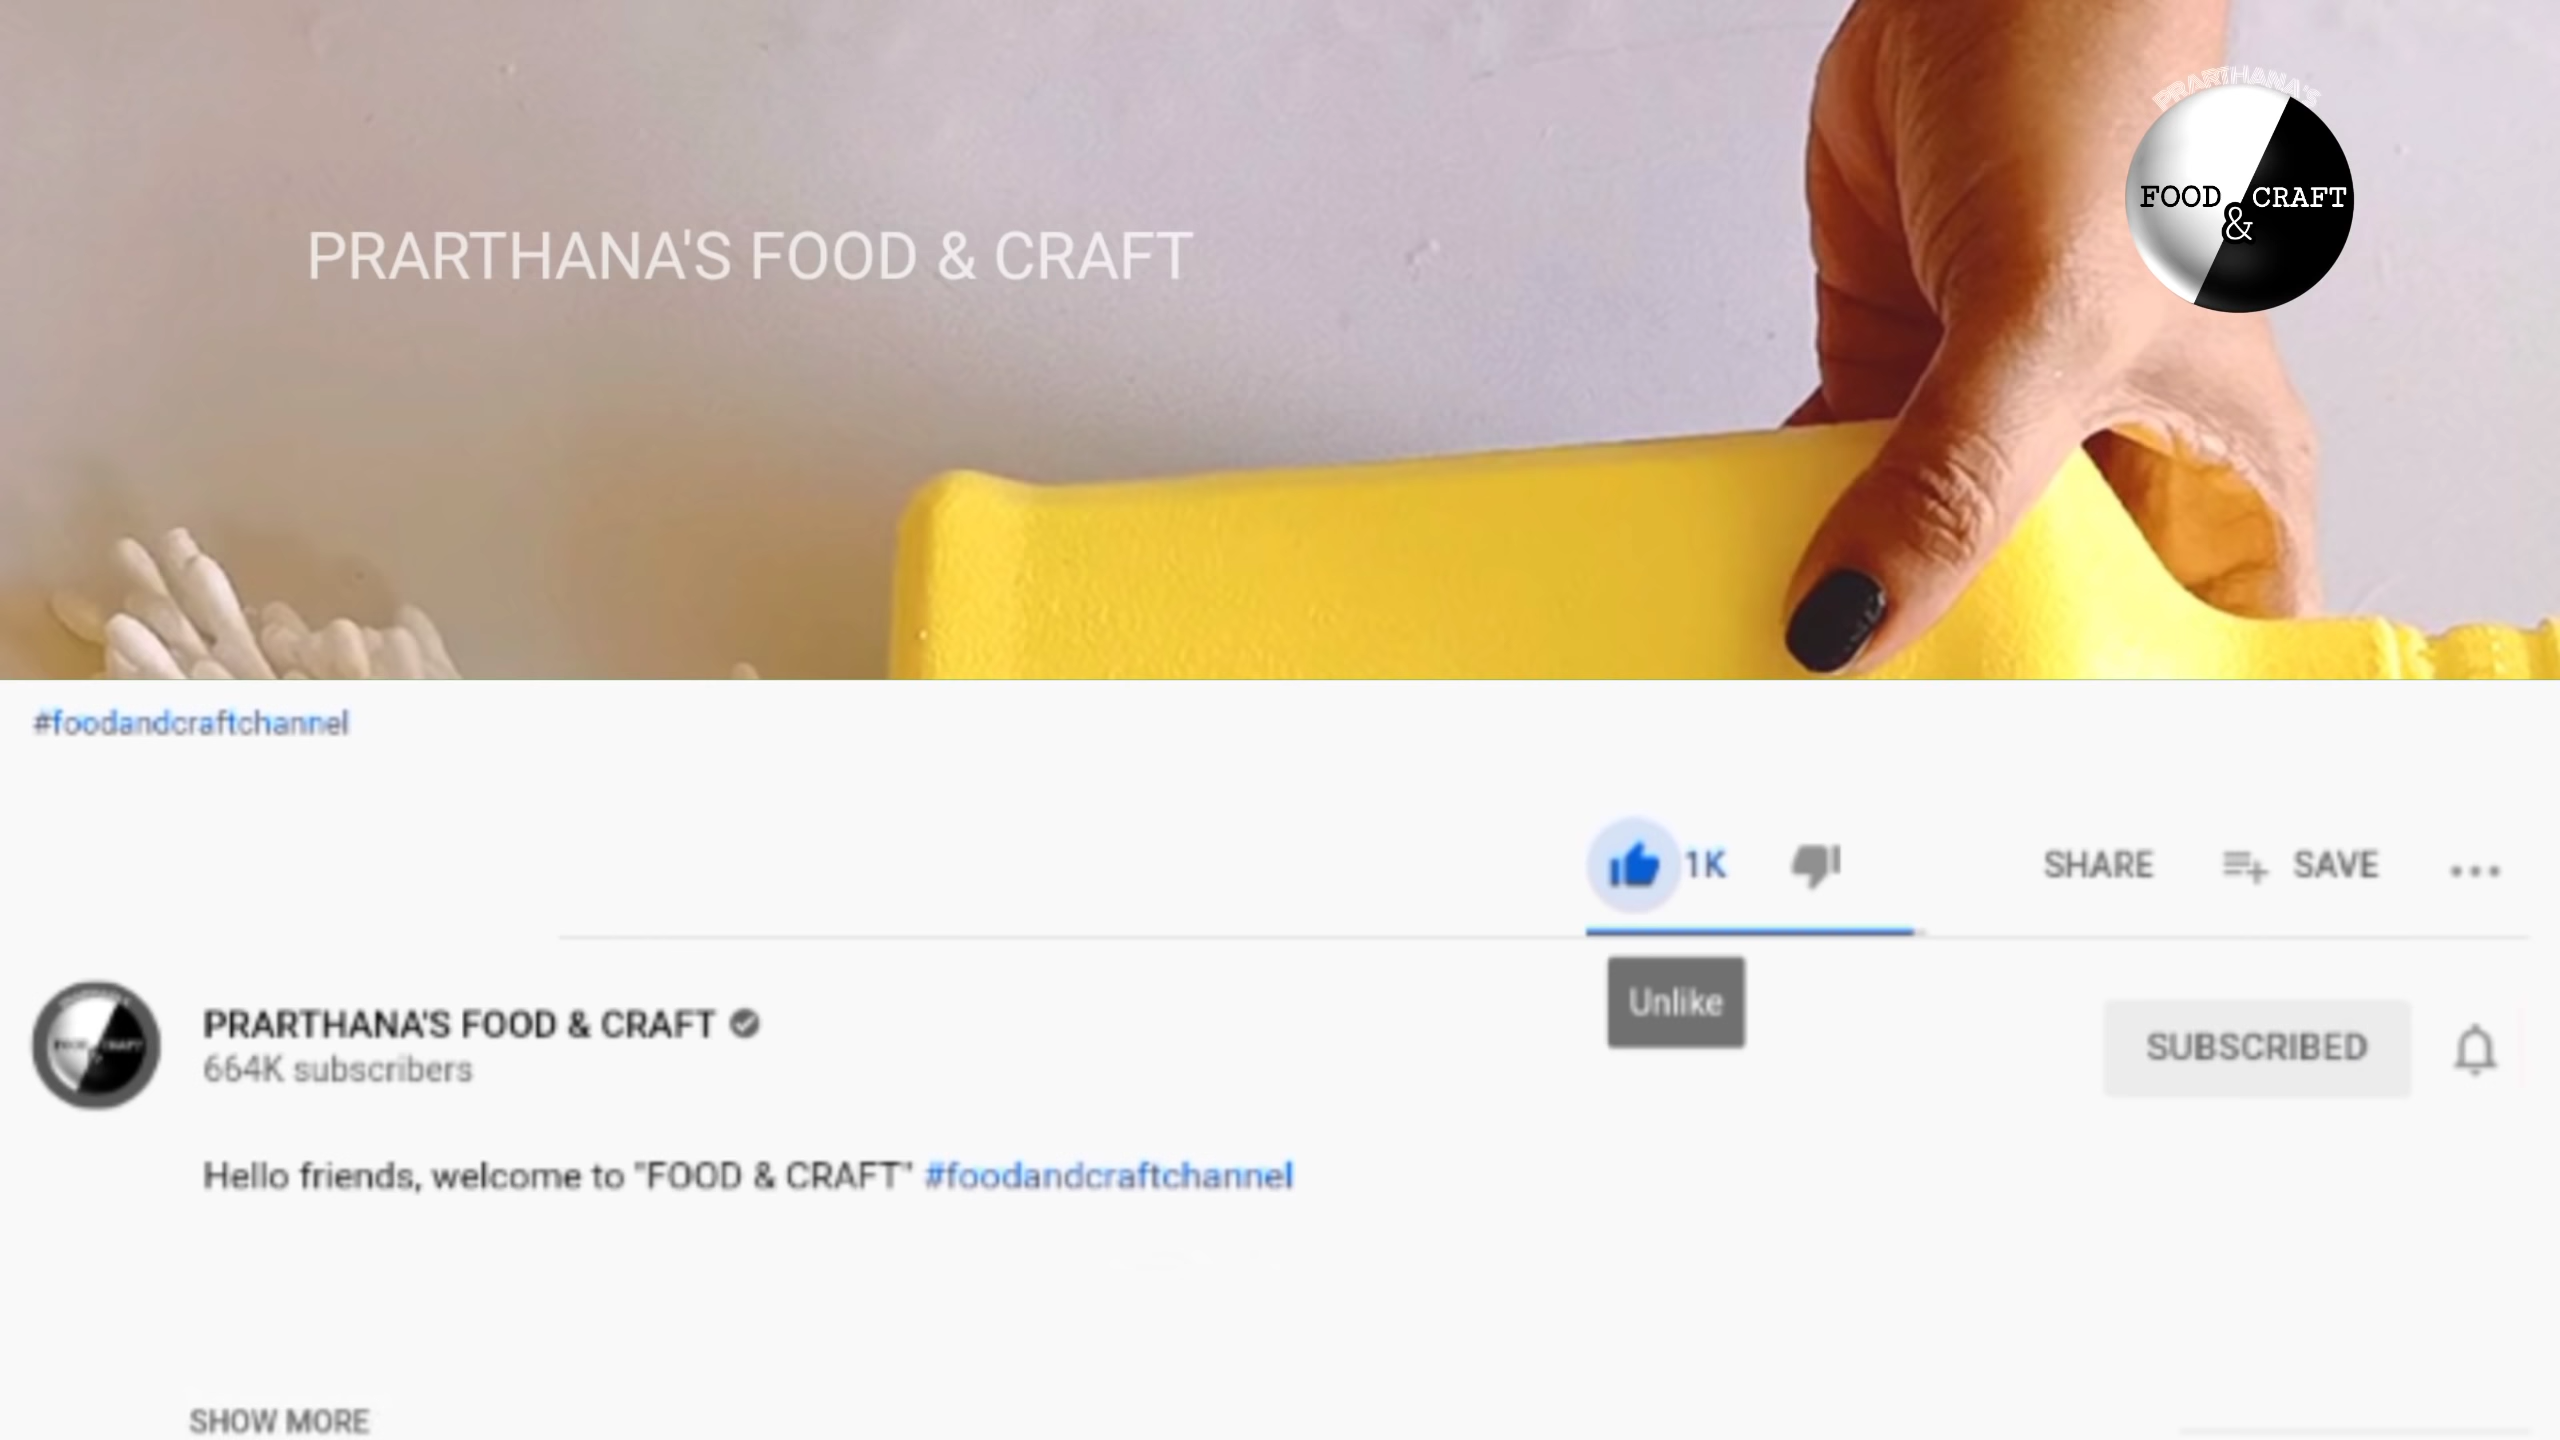 PRARTHANA'S
FOOD & CRAFT
PRARTHANA'S FOOD & CRAFT
#foodandcraftchannel
1K
SHARE
SAVE
Unlike
PRARTHANA'S FOOD & CRAFT
664K subscribers
SUBSCRIBED
Hello friends, welcome to "FOOD & CRAFT" #foodandcraftchannel
SHOW MORE